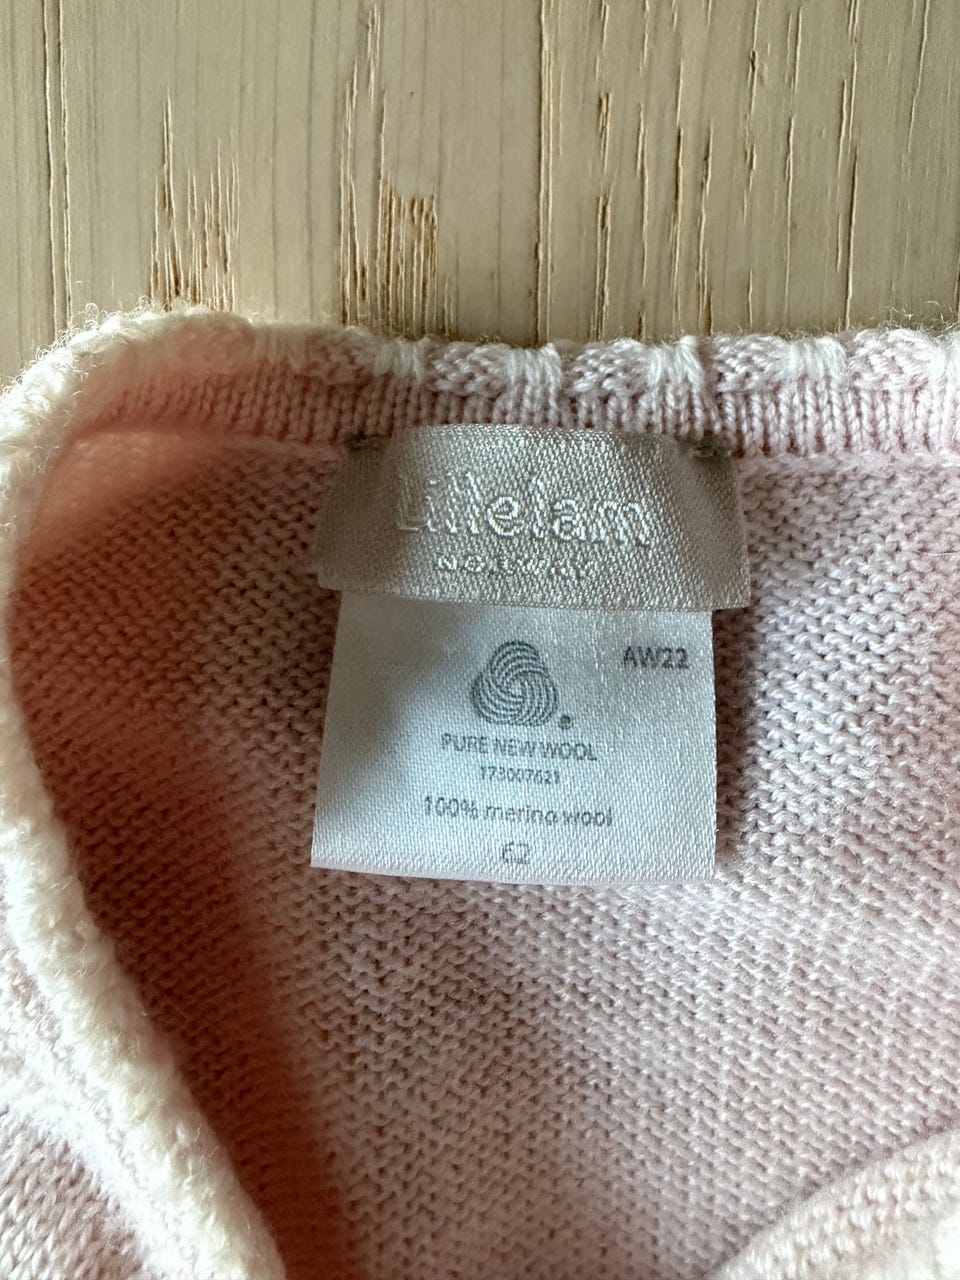 Lillelam
NORWAY
AW22
PURE NEW WOOL
173007621
100% merino wool
62